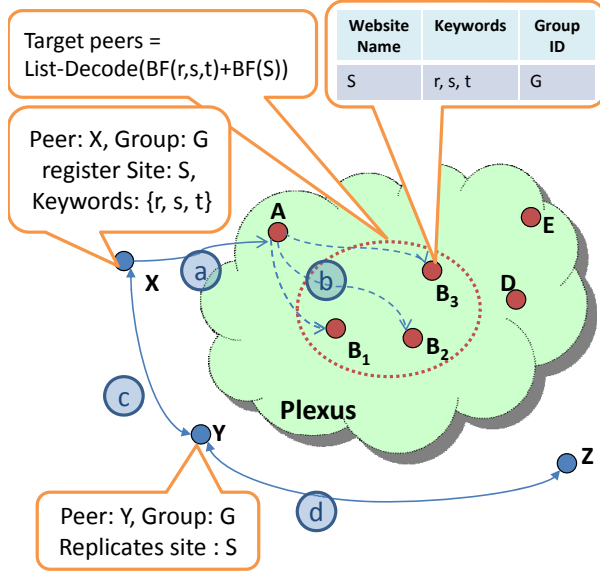 Target peers =
List-Decode(BF(r,s,t)+BF(S))
Website Name Keywords Group ID
S r, s, t G
Peer: X, Group: G
register Site: S,
Keywords: {r, s, t}
A
E
X
a
b
B3
D
B1
B2
c
Plexus
Y
Z
d
Peer: Y, Group: G
Replicates site : S